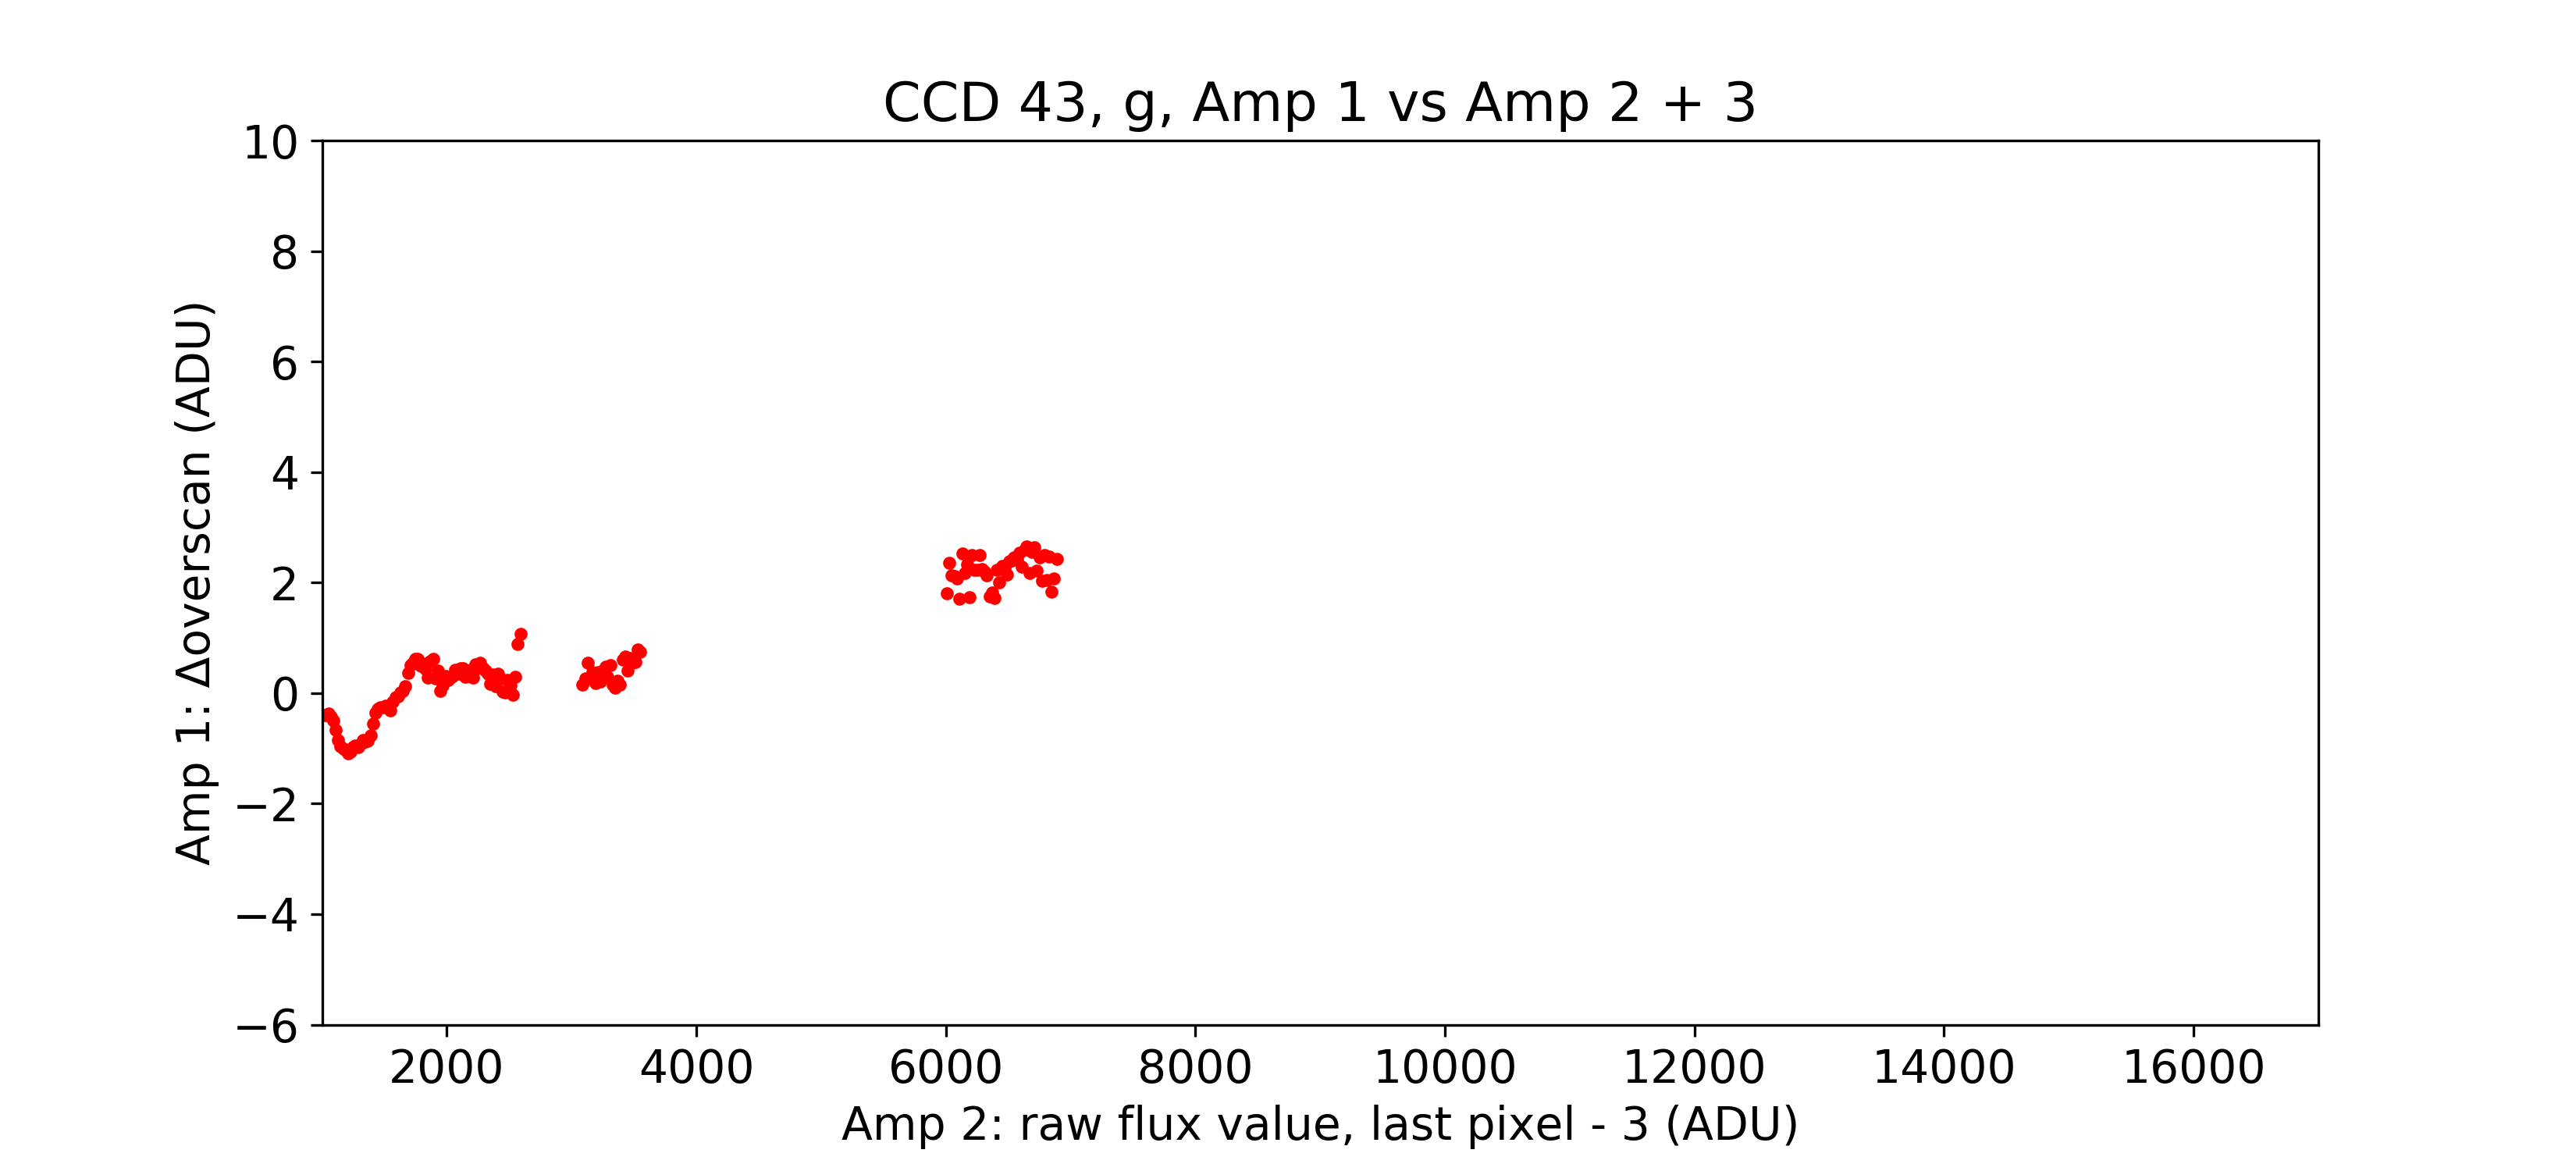 CCD 43, g, Amp 1 vs Amp 2 + 3
10
8
6
4
2
0
−2
−4
−6
Amp 1: Δoverscan (ADU)
2000 4000 6000 8000 10000 12000 14000 16000
Amp 2: raw flux value, last pixel - 3 (ADU)